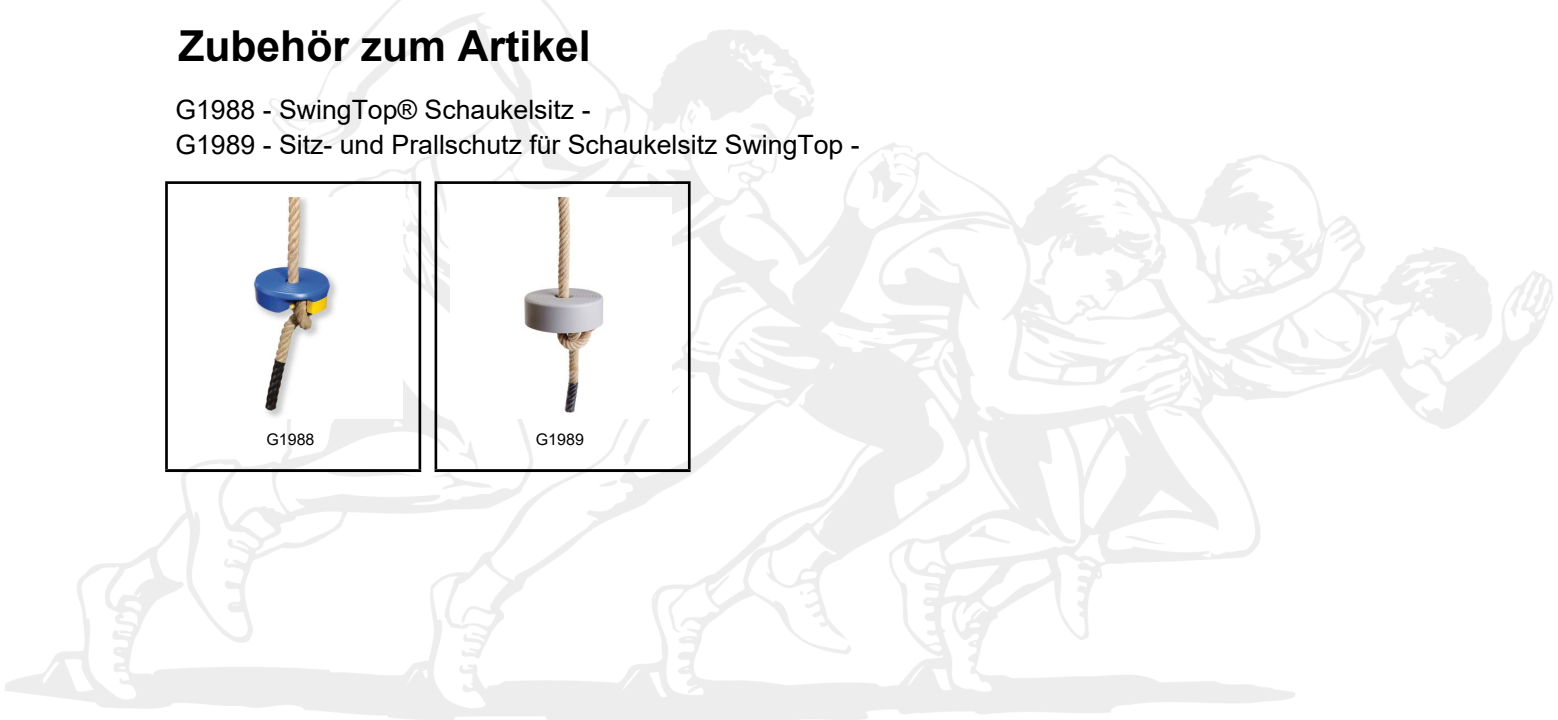 Zubehör zum Artikel
G1988 - SwingTop® Schaukelsitz -
G1989 - Sitz- und Prallschutz für Schaukelsitz SwingTop -
G1988
G1989